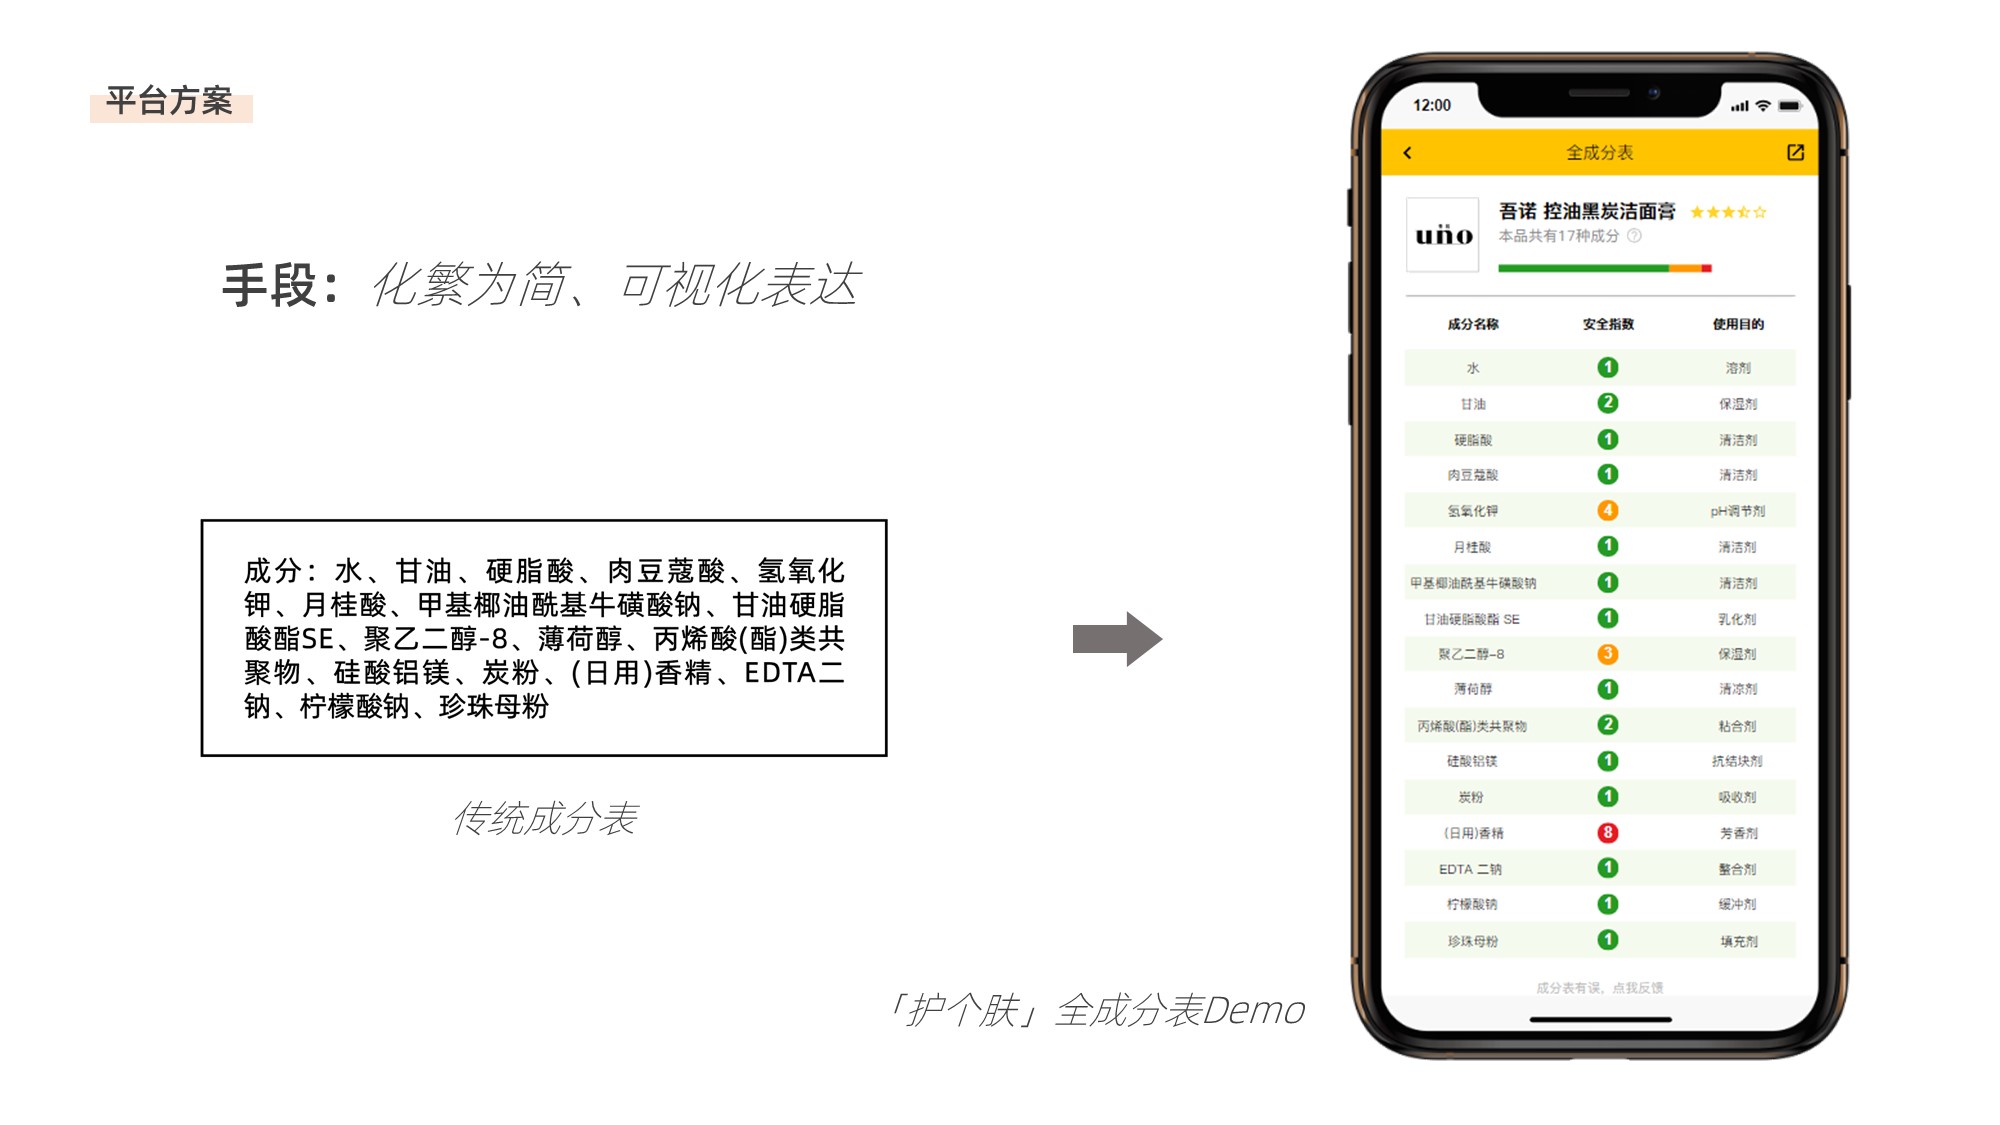 平台方案
手段：化繁为简、可视化表达
成分：水、甘油、硬脂酸、肉豆蔻酸、氢氧化
钾、月桂酸、甲基椰油酰基牛磺酸钠、甘油硬脂
酸酯SE、聚乙二醇-8、薄荷醇、丙烯酸(酯)类共
聚物、硅酸铝镁、炭粉、(日用)香精、EDTA二
钠、柠檬酸钠、珍珠母粉
传统成分表
「护个肤」全成分表Demo
12:00
全成分表
uno
吾诺 控油黑炭洁面膏
本品共有17种成分 ?
成分名称 安全指数 使用目的
水 1 溶剂
甘油 2 保湿剂
硬脂酸 1 清洁剂
肉豆蔻酸 1 清洁剂
氢氧化钾 4 pH调节剂
月桂酸 1 清洁剂
甲基椰油酰基牛磺酸钠 1 清洁剂
甘油硬脂酸酯 SE 1 乳化剂
聚乙二醇-8 3 保湿剂
薄荷醇 1 清凉剂
丙烯酸(酯)类共聚物 2 粘合剂
硅酸铝镁 1 抗结块剂
炭粉 1 吸收剂
(日用)香精 8 芳香剂
EDTA 二钠 1 螯合剂
柠檬酸钠 1 缓冲剂
珍珠母粉 1 填充剂
成分表有误，点我反馈